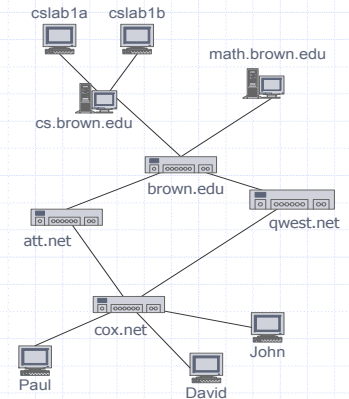 cslab1a cslab1b
math.brown.edu
cs.brown.edu
brown.edu
qwest.net
att.net
cox.net
John
Paul
David